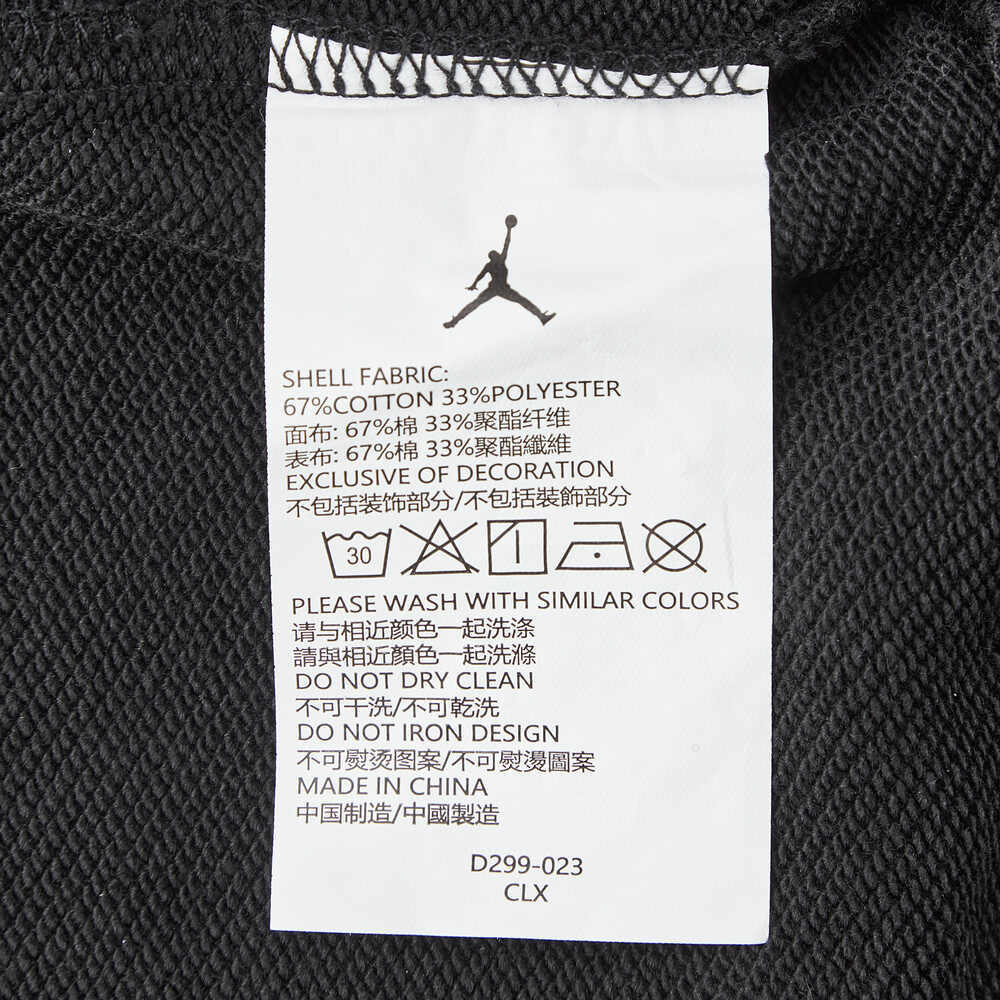 SHELL FABRIC:
67%COTTON 33%POLYESTER
面布: 67%棉 33%聚酯纤维
表布: 67%棉 33%聚酯纖維
EXCLUSIVE OF DECORATION
不包括装饰部分/不包括裝飾部分
30
PLEASE WASH WITH SIMILAR COLORS
请与相近颜色一起洗涤
請與相近顏色一起洗滌
DO NOT DRY CLEAN
不可干洗/不可乾洗
DO NOT IRON DESIGN
不可熨烫图案/不可熨燙圖案
MADE IN CHINA
中国制造/中國製造
D299-023
CLX